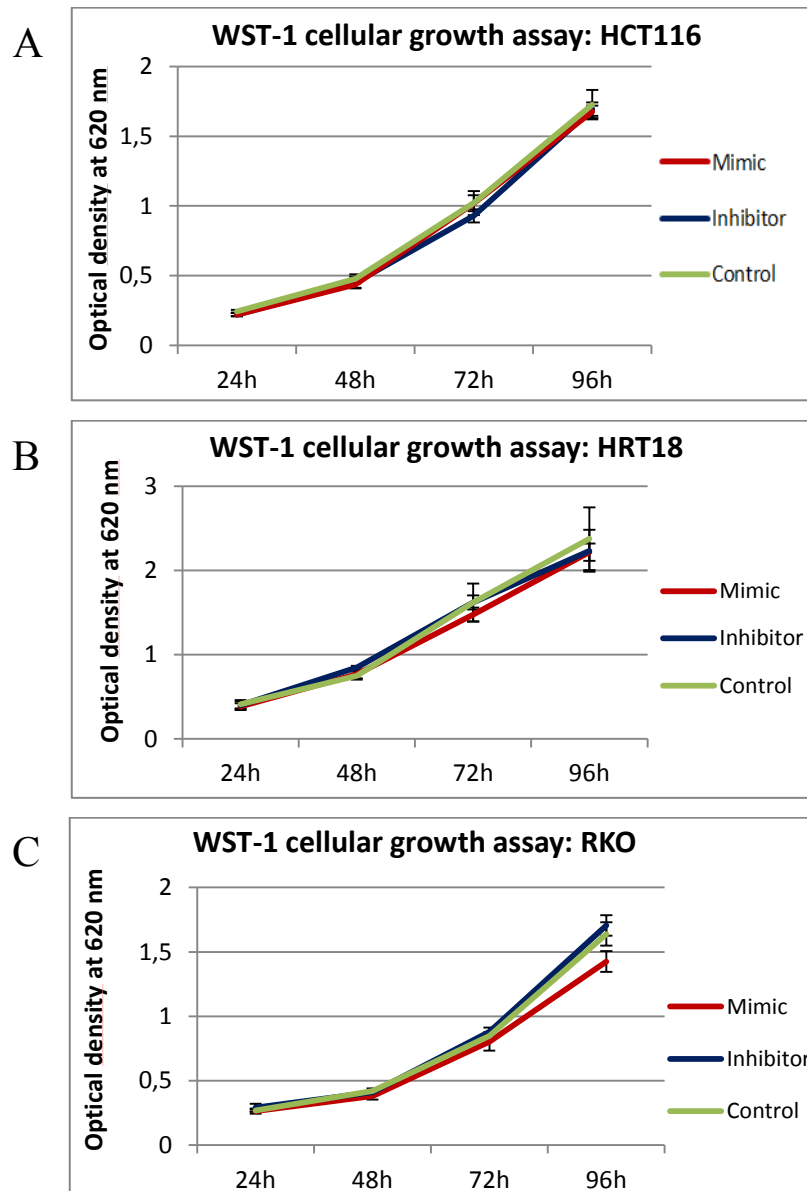 A
WST-1 cellular growth assay: HCT116
Optical density at 620 nm
2
1,5
1
0,5
0
24h 48h 72h 96h
Mimic
Inhibitor
Control
B
WST-1 cellular growth assay: HRT18
Optical density at 620 nm
3
2
1
0
24h 48h 72h 96h
Mimic
Inhibitor
Control
C
WST-1 cellular growth assay: RKO
Optical density at 620 nm
2
1,5
1
0,5
0
24h 48h 72h 96h
Mimic
Inhibitor
Control